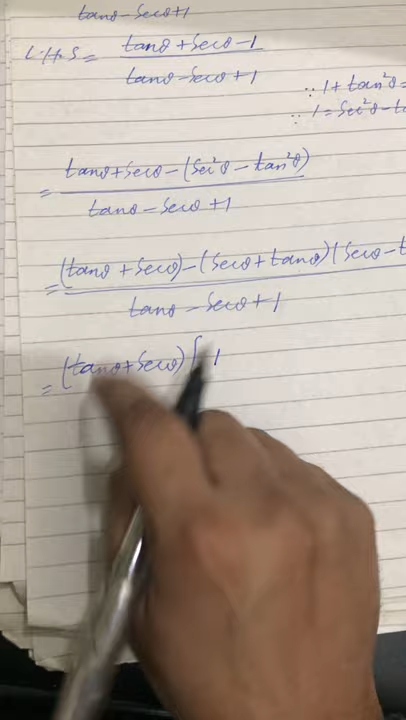 tanθ - secθ + 1
L.H.S = tanθ + secθ - 1
tanθ - secθ + 1
∵ 1 + tan²θ =
∵ 1 = sec²θ - t
= tanθ + secθ - (sec²θ - tan²θ)
tanθ - secθ + 1
= (tanθ + secθ) - (secθ + tanθ) (secθ - t
tanθ - secθ + 1
= (tanθ + secθ) [ 1